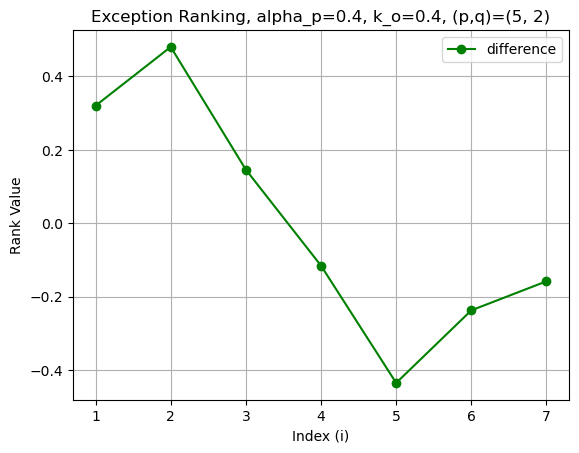 Exception Ranking, alpha_p=0.4, k_o=0.4, (p,q)=(5, 2)
difference
Rank Value
0.4
0.2
0.0
−0.2
−0.4
1 2 3 4 5 6 7
Index (i)